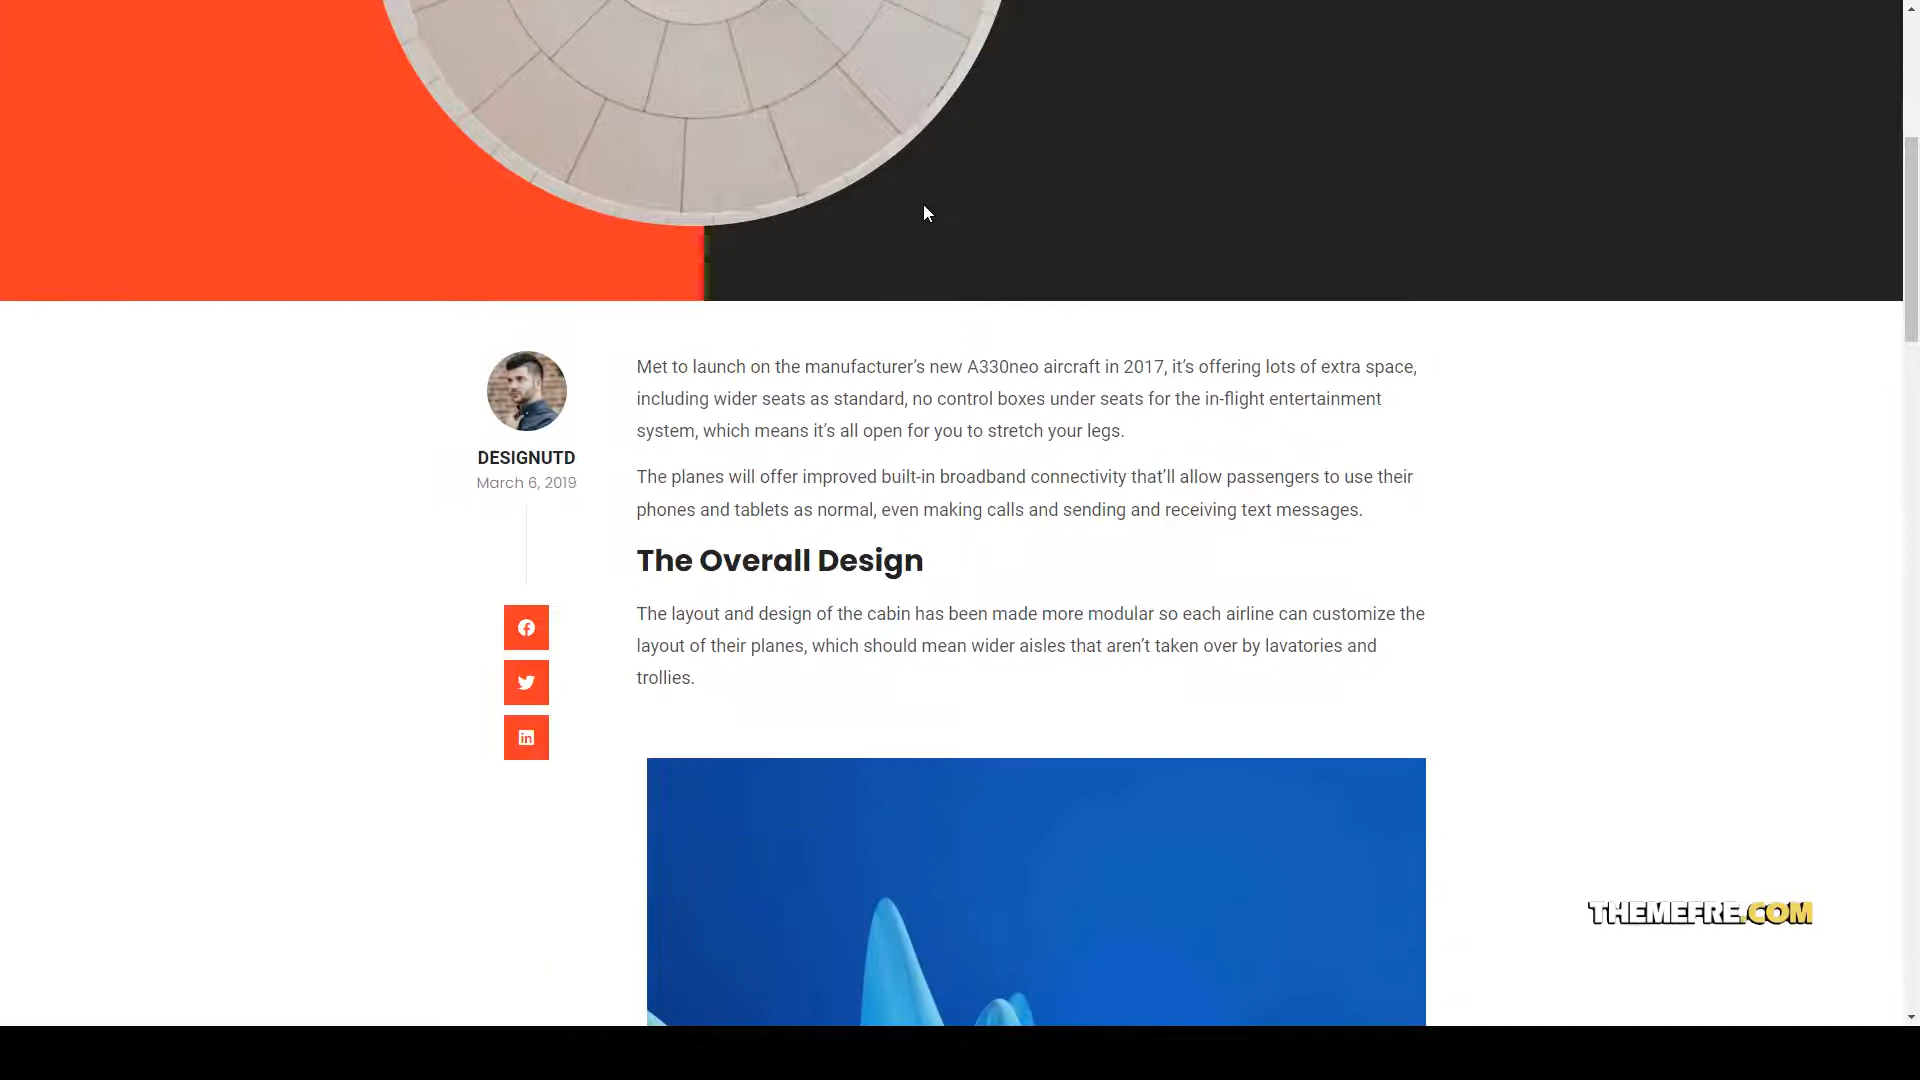 DESIGNUTD
March 6, 2019
Met to launch on the manufacturer’s new A330neo aircraft in 2017, it’s offering lots of extra space,
including wider seats as standard, no control boxes under seats for the in-flight entertainment
system, which means it’s all open for you to stretch your legs.
The planes will offer improved built-in broadband connectivity that’ll allow passengers to use their
phones and tablets as normal, even making calls and sending and receiving text messages.
The Overall Design
The layout and design of the cabin has been made more modular so each airline can customize the
layout of their planes, which should mean wider aisles that aren’t taken over by lavatories and
trollies.
in
THEMEFRE.COM